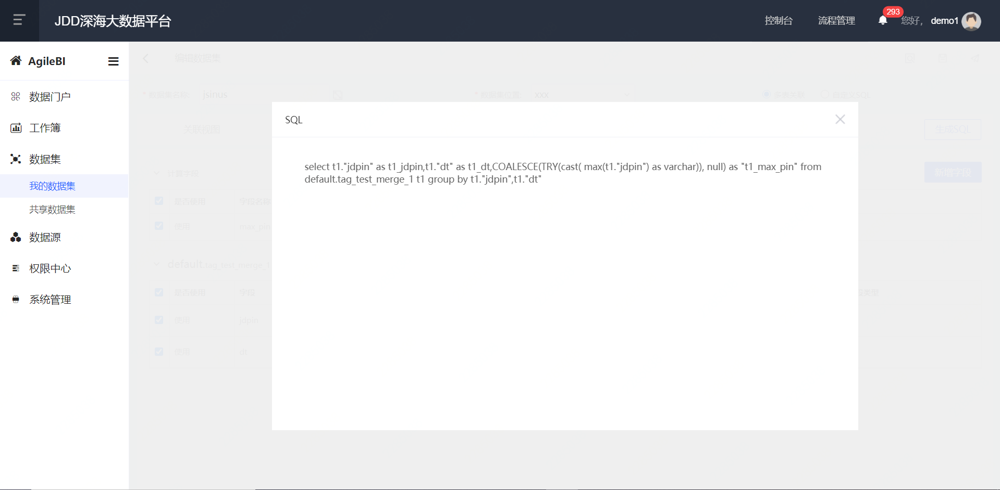 JDD深海大数据平台
控制台
流程管理
293
您好,
demo1
AgileBI
编辑数据集
数据门户
* 数据集名称:
jsinus
* 数据集位置:
xxx
多表关联
自定义SQL
SQL
工作簿
关联视图
生成SQL
数据集
select t1."jdpin" as t1_jdpin,t1."dt" as t1_dt,COALESCE(TRY(cast( max(t1."jdpin") as varchar)), null) as "t1_max_pin" from
default.tag_test_merge_1 t1 group by t1."jdpin",t1."dt"
计算字段
新增字段
我的数据集
是否使用
字段名称
共享数据集
使用
max_pin
数据源
default.tag_test_merge_1
权限中心
是否使用
字段
段类型
系统管理
使用
jdpin
使用
dt